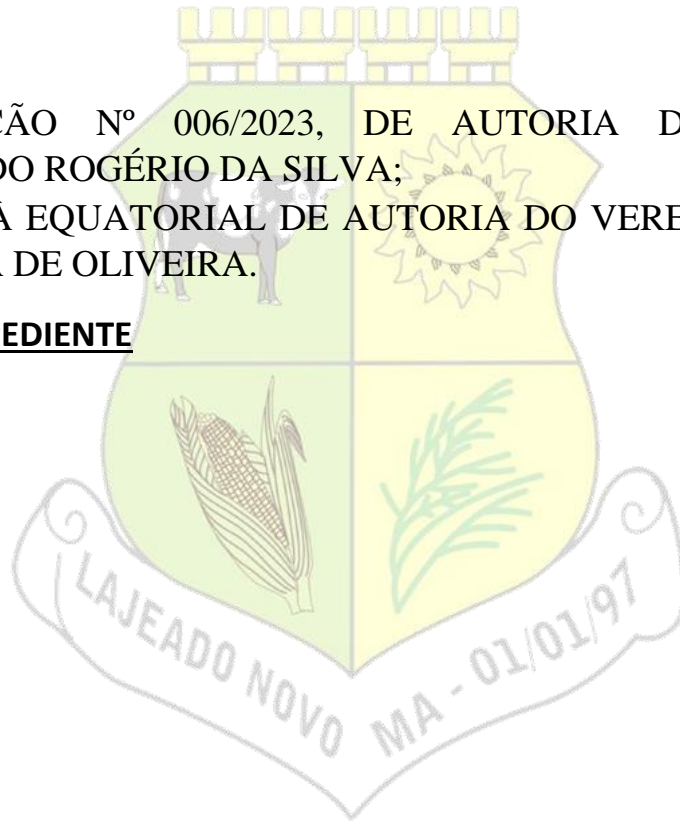 ÇÃO Nº 006/2023, DE AUTORIA D
DO ROGÉRIO DA SILVA;
À EQUATORIAL DE AUTORIA DO VERE
A DE OLIVEIRA.
EDIENTE
LAJEADO NOVO MA - 01/01/97